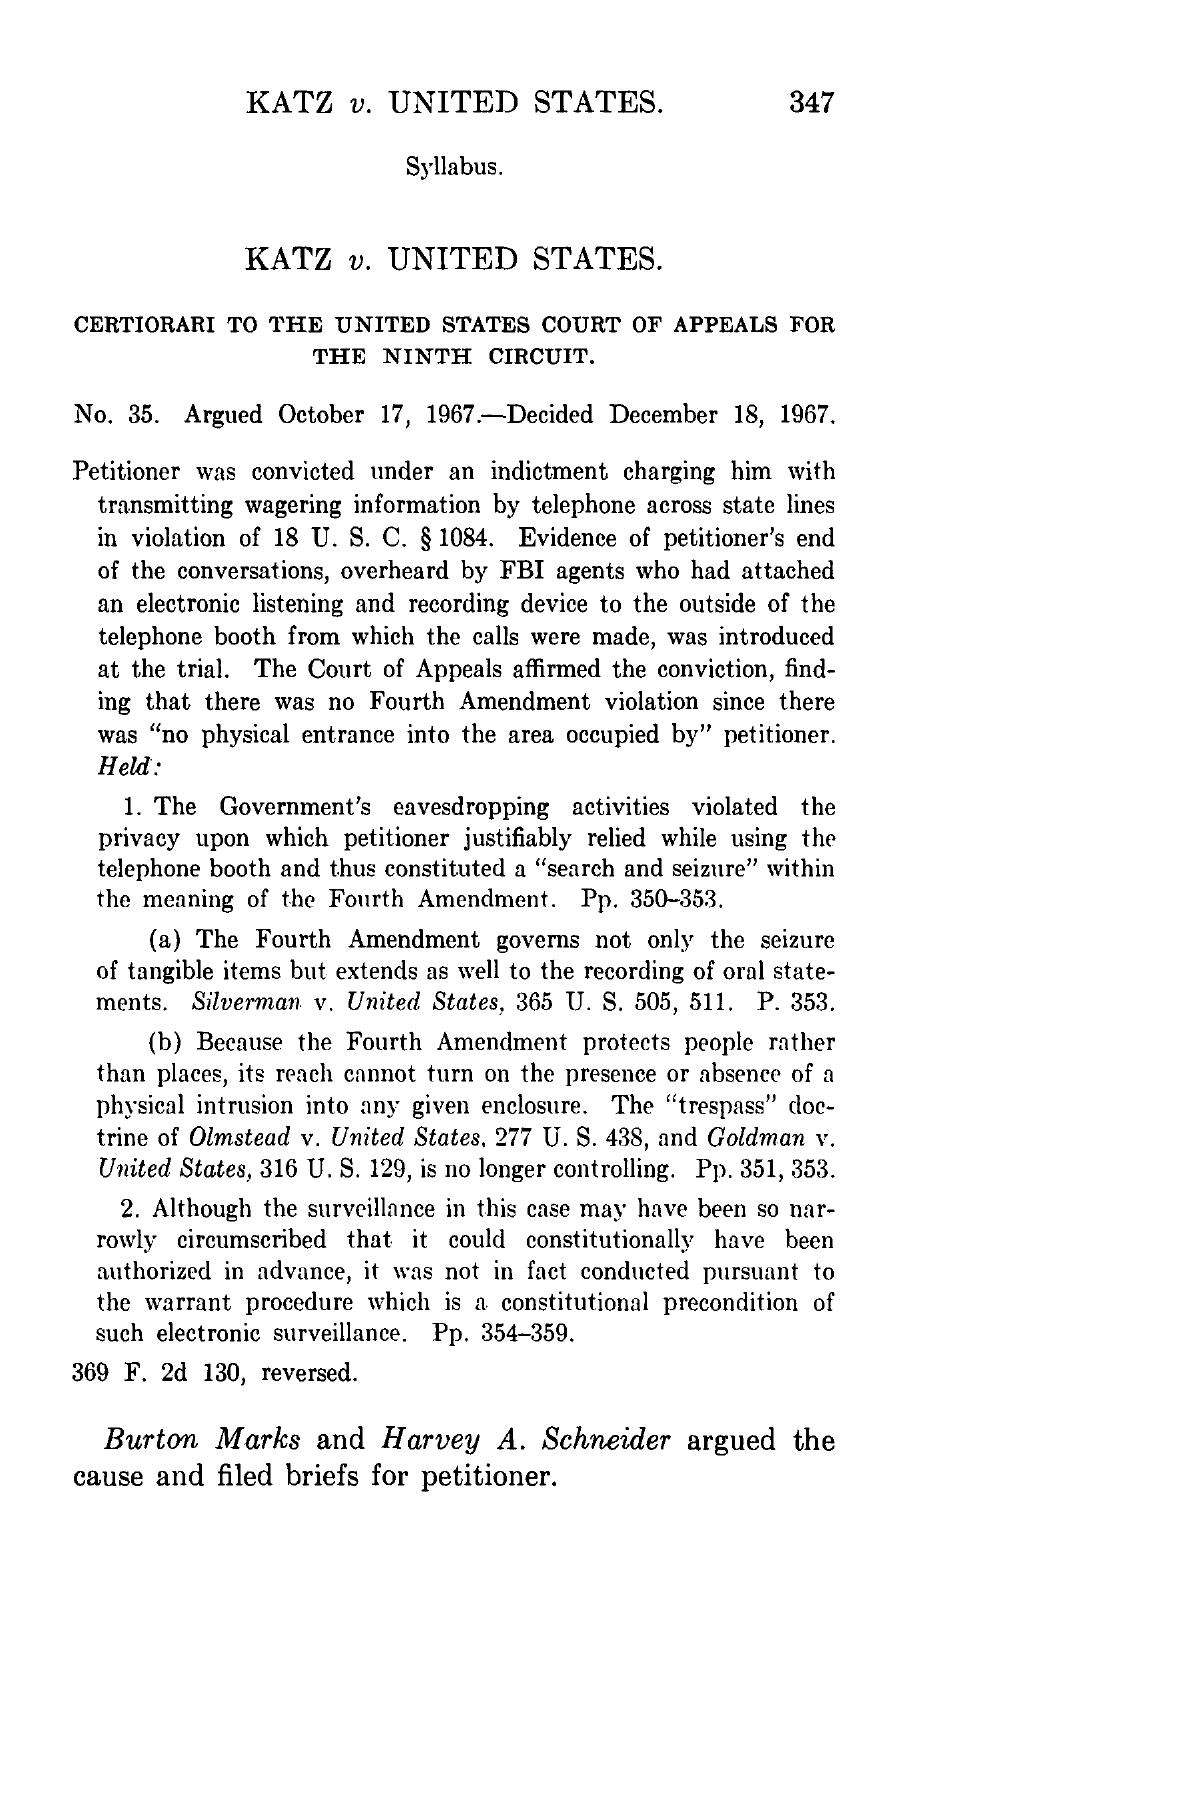 KATZ v. UNITED STATES. 347
Syllabus.
KATZ v. UNITED STATES.
CERTIORARI TO THE UNITED STATES COURT OF APPEALS FOR
THE NINTH CIRCUIT.
No. 35. Argued October 17, 1967.—Decided December 18, 1967.
Petitioner was convicted under an indictment charging him with
transmitting wagering information by telephone across state lines
in violation of 18 U. S. C. § 1084. Evidence of petitioner's end
of the conversations, overheard by FBI agents who had attached
an electronic listening and recording device to the outside of the
telephone booth from which the calls were made, was introduced
at the trial. The Court of Appeals affirmed the conviction, find-
ing that there was no Fourth Amendment violation since there
was "no physical entrance into the area occupied by" petitioner.
Held:
1. The Government's eavesdropping activities violated the
privacy upon which petitioner justifiably relied while using the
telephone booth and thus constituted a "search and seizure" within
the meaning of the Fourth Amendment. Pp. 350–353.
(a) The Fourth Amendment governs not only the seizure
of tangible items but extends as well to the recording of oral state-
ments. Silverman v. United States, 365 U. S. 505, 511. P. 353.
(b) Because the Fourth Amendment protects people rather
than places, its reach cannot turn on the presence or absence of a
physical intrusion into any given enclosure. The "trespass" doc-
trine of Olmstead v. United States, 277 U. S. 438, and Goldman v.
United States, 316 U. S. 129, is no longer controlling. Pp. 351, 353.
2. Although the surveillance in this case may have been so nar-
rowly circumscribed that it could constitutionally have been
authorized in advance, it was not in fact conducted pursuant to
the warrant procedure which is a constitutional precondition of
such electronic surveillance. Pp. 354–359.
369 F. 2d 130, reversed.
Burton Marks and Harvey A. Schneider argued the
cause and filed briefs for petitioner.